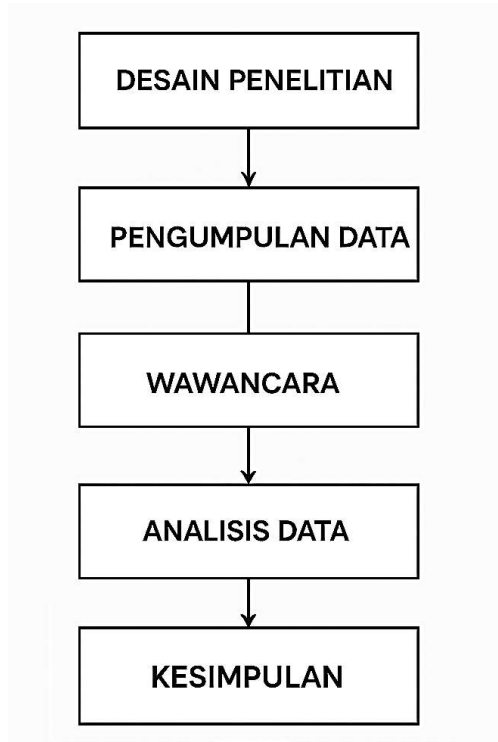 DESAIN PENELITIAN
PENGUMPULAN DATA
WAWANCARA
ANALISIS DATA
KESIMPULAN